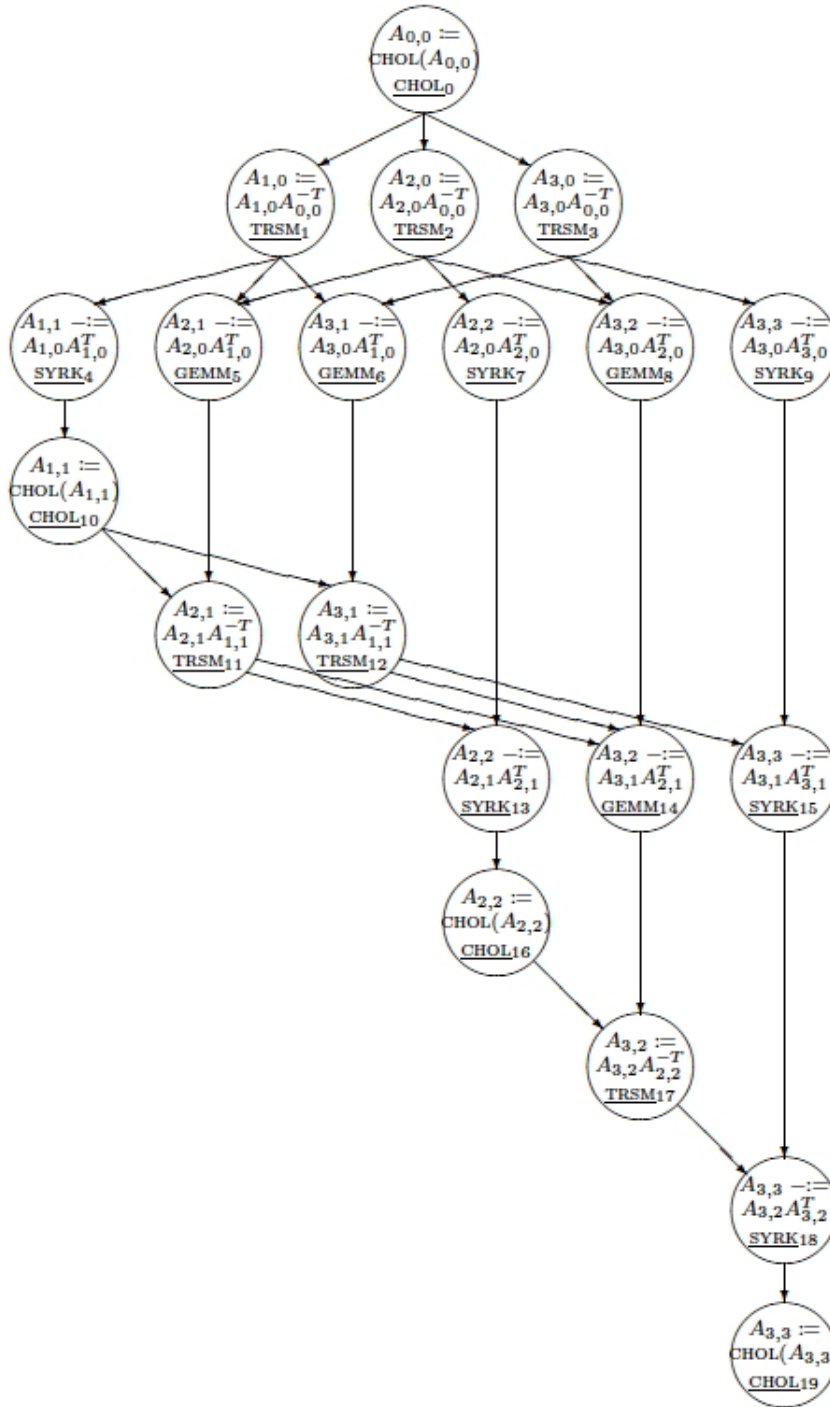 A₀,₀ :=
CHOL(A₀,₀)
CHOL₀
A₁,₀ :=
A₁,₀A₀,₀⁻ᵀ
TRSM₁
A₂,₀ :=
A₂,₀A₀,₀⁻ᵀ
TRSM₂
A₃,₀ :=
A₃,₀A₀,₀⁻ᵀ
TRSM₃
A₁,₁ −:=
A₁,₀A₁,₀ᵀ
SYRK₄
A₂,₁ −:=
A₂,₀A₁,₀ᵀ
GEMM₅
A₃,₁ −:=
A₃,₀A₁,₀ᵀ
GEMM₆
A₂,₂ −:=
A₂,₀A₂,₀ᵀ
SYRK₇
A₃,₂ −:=
A₃,₀A₂,₀ᵀ
GEMM₈
A₃,₃ −:=
A₃,₀A₃,₀ᵀ
SYRK₉
A₁,₁ :=
CHOL(A₁,₁)
CHOL₁₀
A₂,₁ :=
A₂,₁A₁,₁⁻ᵀ
TRSM₁₁
A₃,₁ :=
A₃,₁A₁,₁⁻ᵀ
TRSM₁₂
A₂,₂ −:=
A₂,₁A₂,₁ᵀ
SYRK₁₃
A₃,₂ −:=
A₃,₁A₂,₁ᵀ
GEMM₁₄
A₃,₃ −:=
A₃,₁A₃,₁ᵀ
SYRK₁₅
A₂,₂ :=
CHOL(A₂,₂)
CHOL₁₆
A₃,₂ :=
A₃,₂A₂,₂⁻ᵀ
TRSM₁₇
A₃,₃ −:=
A₃,₂A₃,₂ᵀ
SYRK₁₈
A₃,₃ :=
CHOL(A₃,₃
CHOL₁₉